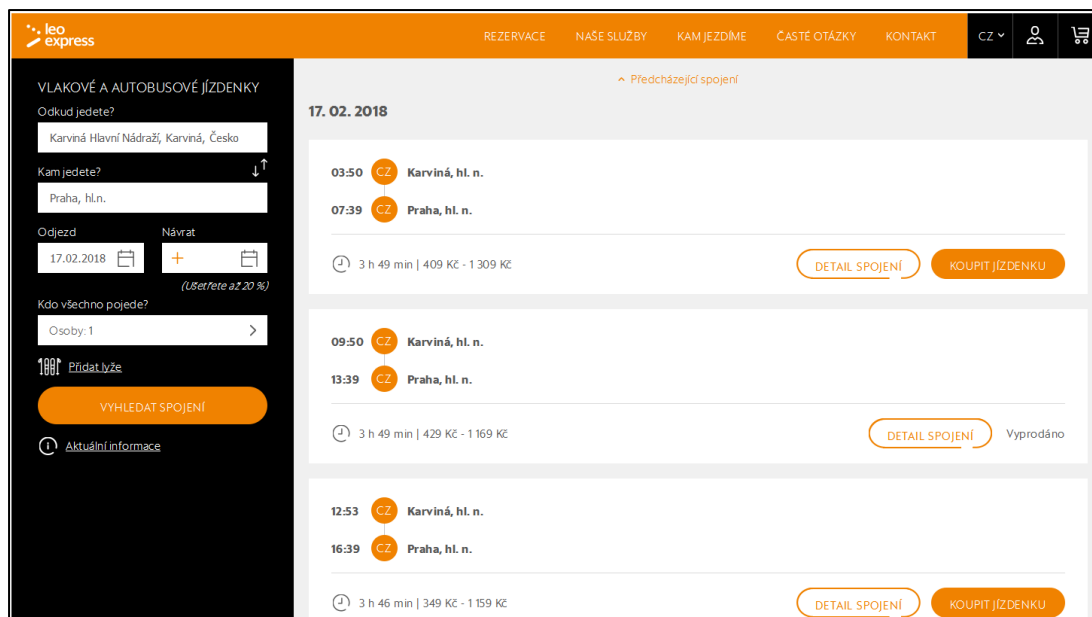 leo
express
REZERVACE NAŠE SLUŽBY KAM JEZDÍME ČASTÉ OTÁZKY KONTAKT CZ
VLAKOVÉ A AUTOBUSOVÉ JÍZDENKY
Odkud jedete?
Karviná Hlavní Nádraží, Karviná, Česko
Kam jedete?
Praha, hl.n.
Odjezd Návrat
17.02.2018 +
(Ušetřete až 20 %)
Kdo všechno pojede?
Osoby: 1
Přidat lyže
VYHLEDAT SPOJENÍ
Aktuální informace
Předcházející spojení
17. 02. 2018
03:50 CZ Karviná, hl. n.
07:39 CZ Praha, hl. n.
3 h 49 min | 409 Kč - 1 309 Kč DETAIL SPOJENÍ KOUPIT JÍZDENKU
09:50 CZ Karviná, hl. n.
13:39 CZ Praha, hl. n.
3 h 49 min | 429 Kč - 1 169 Kč DETAIL SPOJENÍ Vyprodáno
12:53 CZ Karviná, hl. n.
16:39 CZ Praha, hl. n.
3 h 46 min | 349 Kč - 1 159 Kč DETAIL SPOJENÍ KOUPIT JÍZDENKU